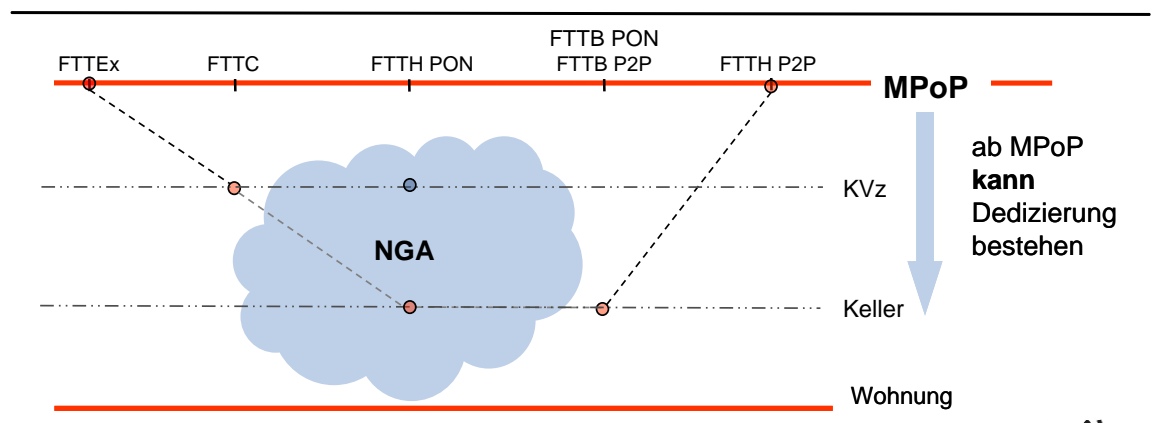 FTTB PON
FTTEx FTTC FTTH PON FTTB P2P FTTH P2P
MPoP
ab MPoP
kann
Dedizierung
bestehen
KVz
NGA
Keller
Wohnung